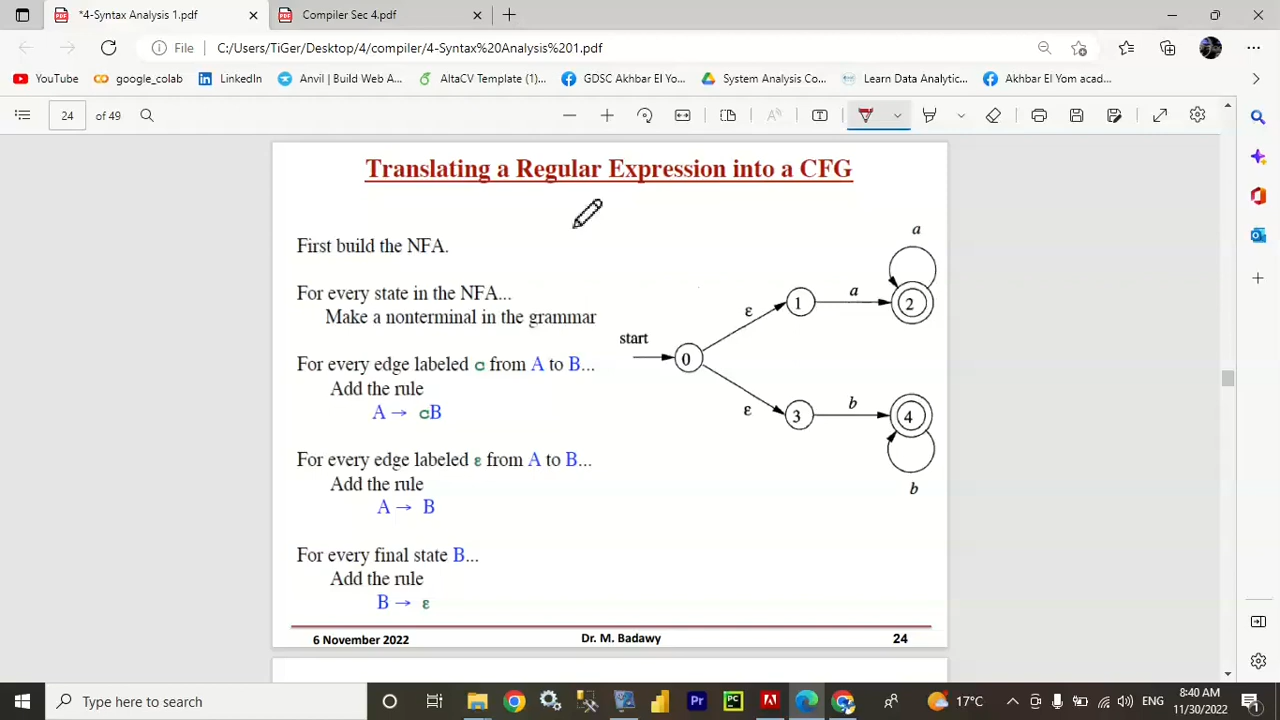 *4-Syntax Analysis 1.pdf
Compiler Sec 4.pdf
File
C:/Users/TiGer/Desktop/4/compiler/4-Syntax%20Analysis%201.pdf
YouTube
google_colab
LinkedIn
Anvil | Build Web A...
AltaCV Template (1)...
GDSC Akhbar El Yo...
System Analysis Co...
Learn Data Analytic...
Akhbar El Yom acad...
24 of 49
Translating a Regular Expression into a CFG
First build the NFA.
For every state in the NFA...
Make a nonterminal in the grammar
For every edge labeled c from A to B...
Add the rule
A → cB
For every edge labeled ε from A to B...
Add the rule
A → B
For every final state B...
Add the rule
B → ε
a
ε 1 a 2
start
0
ε 3 b 4
b
6 November 2022
Dr. M. Badawy
24
Type here to search
Pr
PC
17°C
ENG
8:40 AM
11/30/2022
1